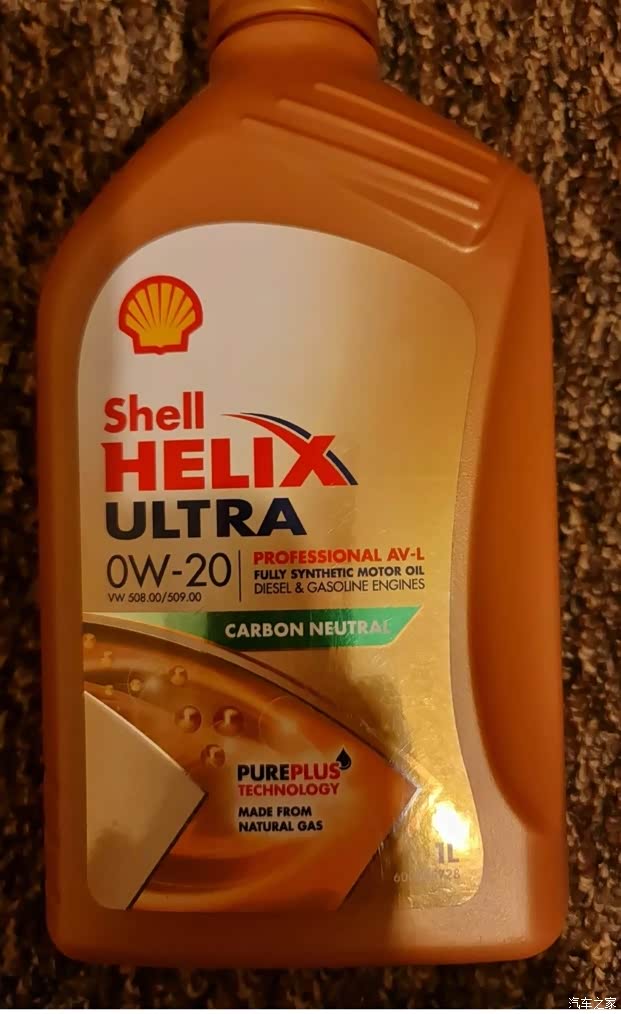 Shell
HELIX
ULTRA
0W-20
VW 508.00/509.00
PROFESSIONAL AV-L
FULLY SYNTHETIC MOTOR OIL
DIESEL & GASOLINE ENGINES
CARBON NEUTRAL
PUREPLUS
TECHNOLOGY
MADE FROM
NATURAL GAS
1L
汽车之家